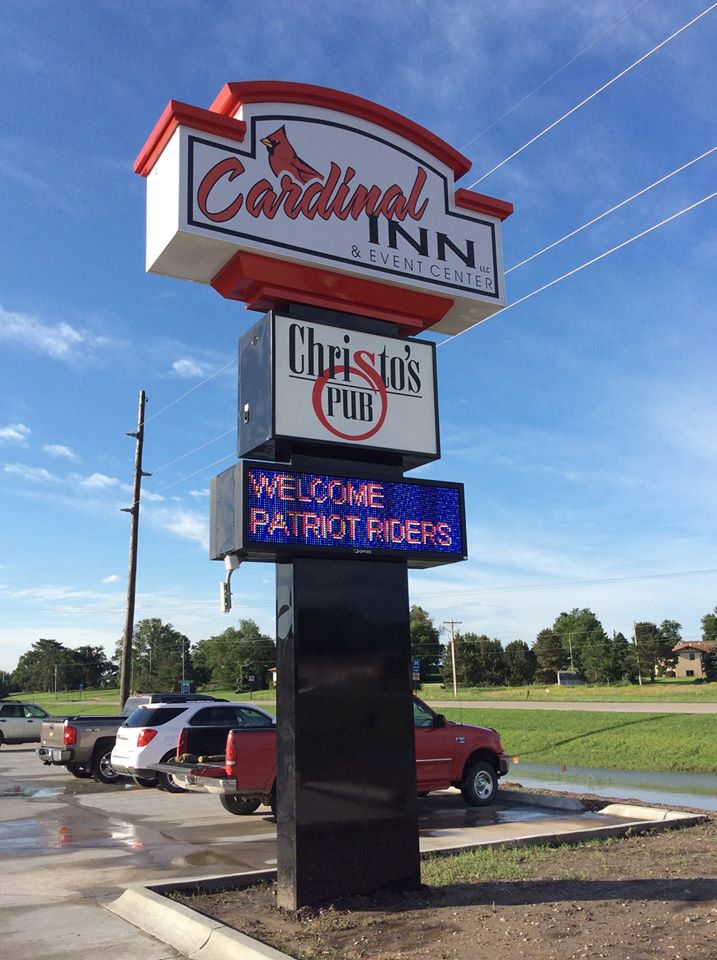 Cardinal
INN LLC
& EVENT CENTER
Christo's
PUB
WELCOME
PATRIOT RIDERS